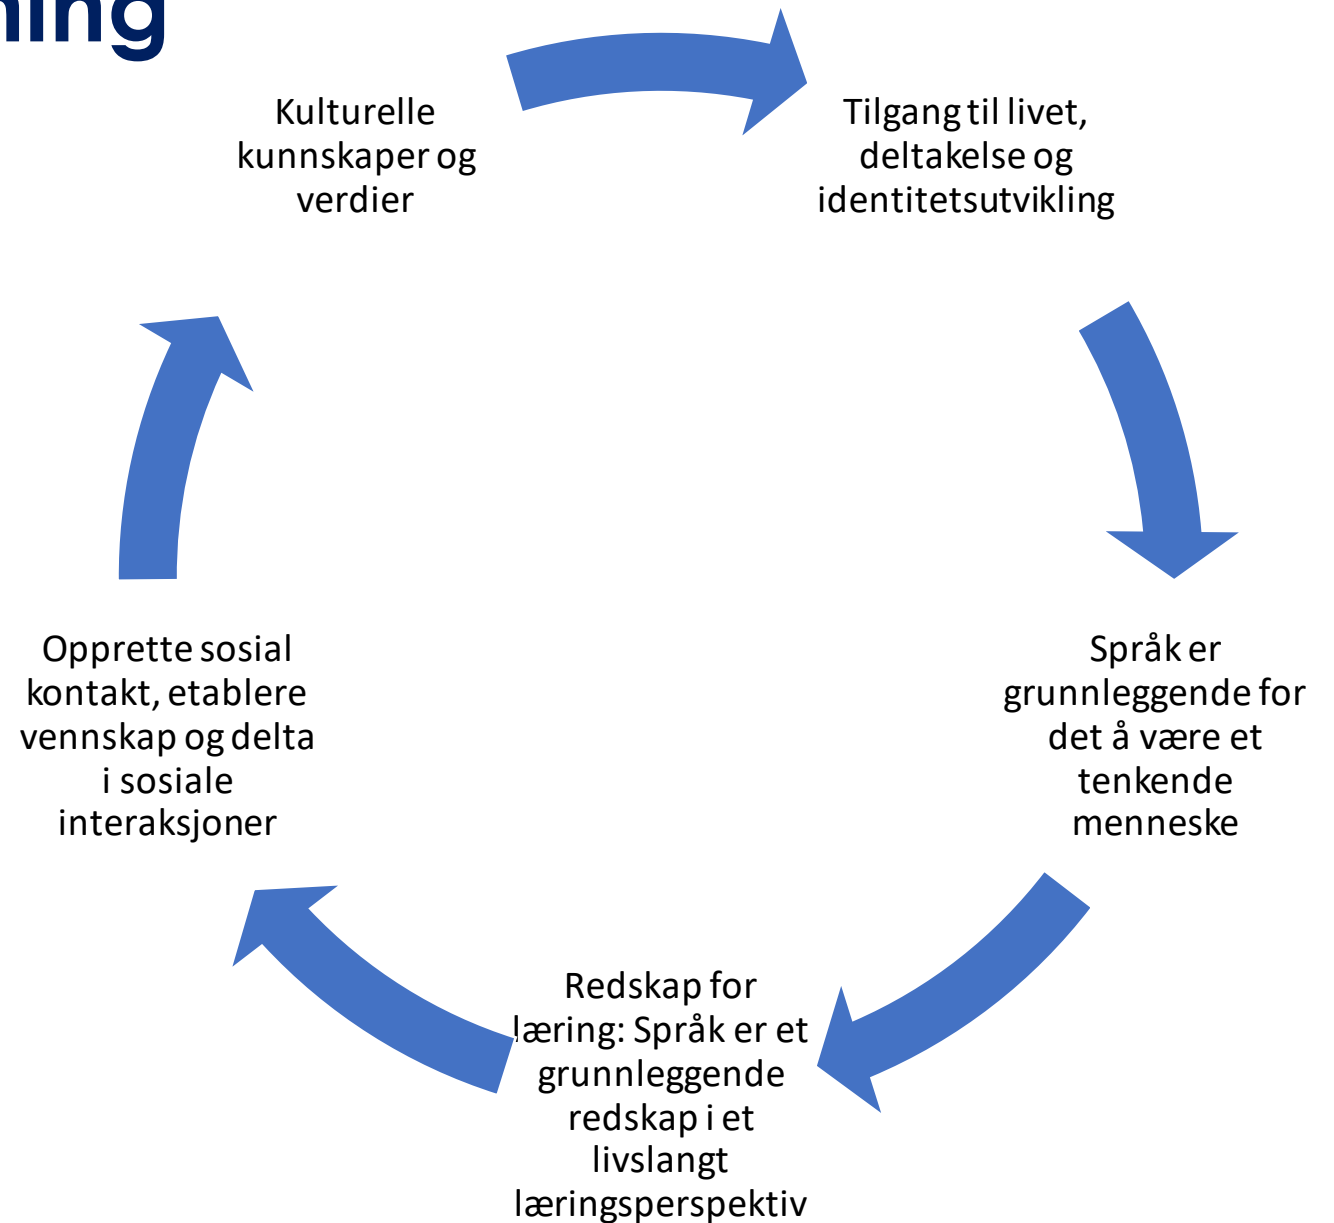 Kulturelle
kunnskaper og
verdier
Tilgang til livet,
deltakelse og
identitetsutvikling
Språk er
grunnleggende for
det å være et
tenkende
menneske
Redskap for
læring: Språk er et
grunnleggende
redskap i et
livslangt
læringsperspektiv
Opprette sosial
kontakt, etablere
vennskap og delta
i sosiale
interaksjoner